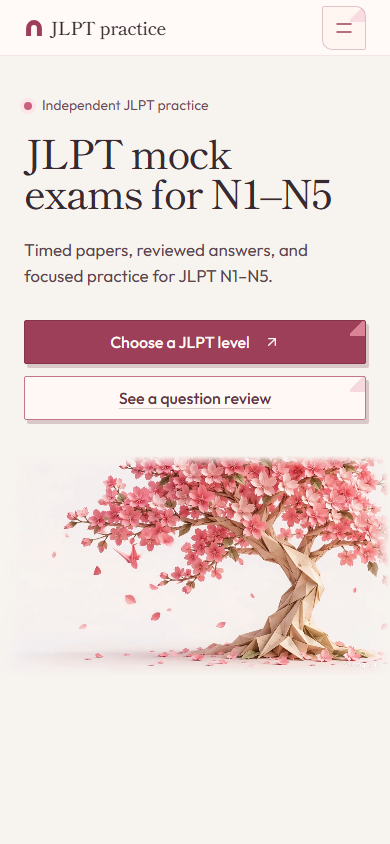 JLPT practice
Independent JLPT practice
JLPT mock
exams for N1–N5
Timed papers, reviewed answers, and
focused practice for JLPT N1–N5.
Choose a JLPT level
See a question review